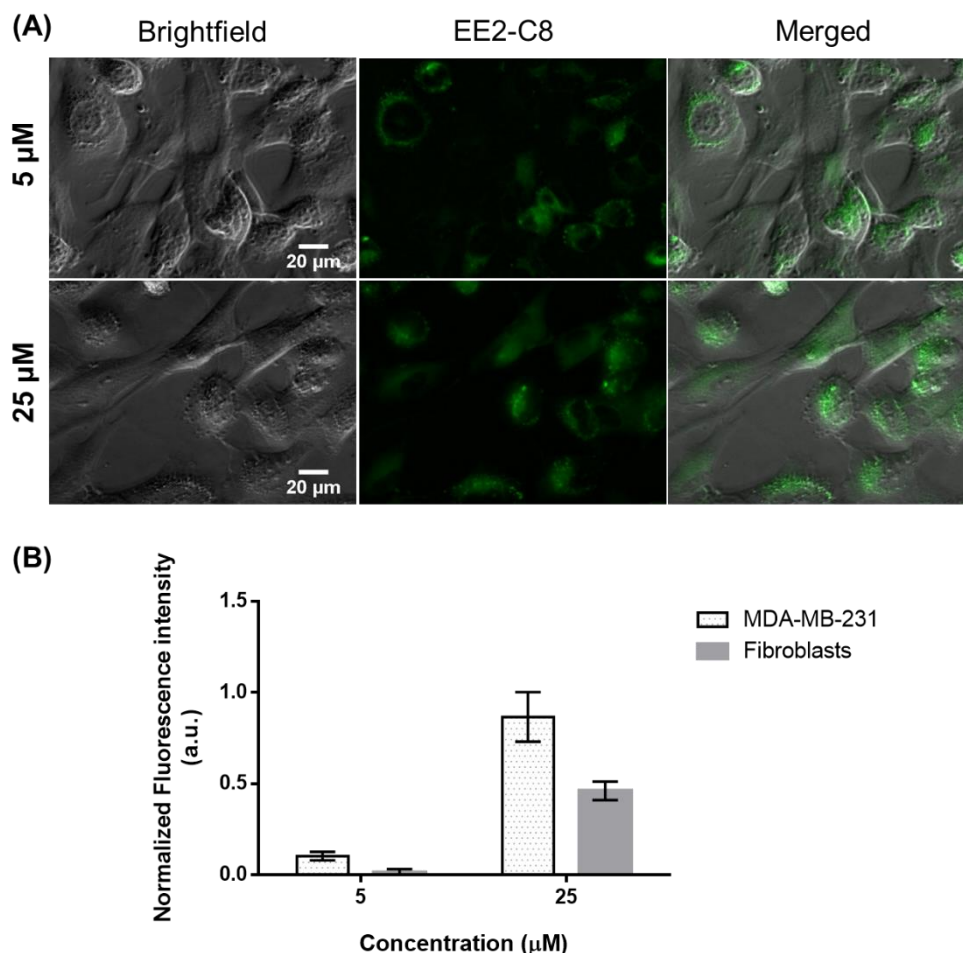 (A)
Brightfield
EE2-C8
Merged
5 µM
20 µm
25 µM
20 µm
(B)
Normalized Fluorescence intensity
(a.u.)
1.5
1.0
0.5
0.0
5
25
Concentration (µM)
MDA-MB-231
Fibroblasts